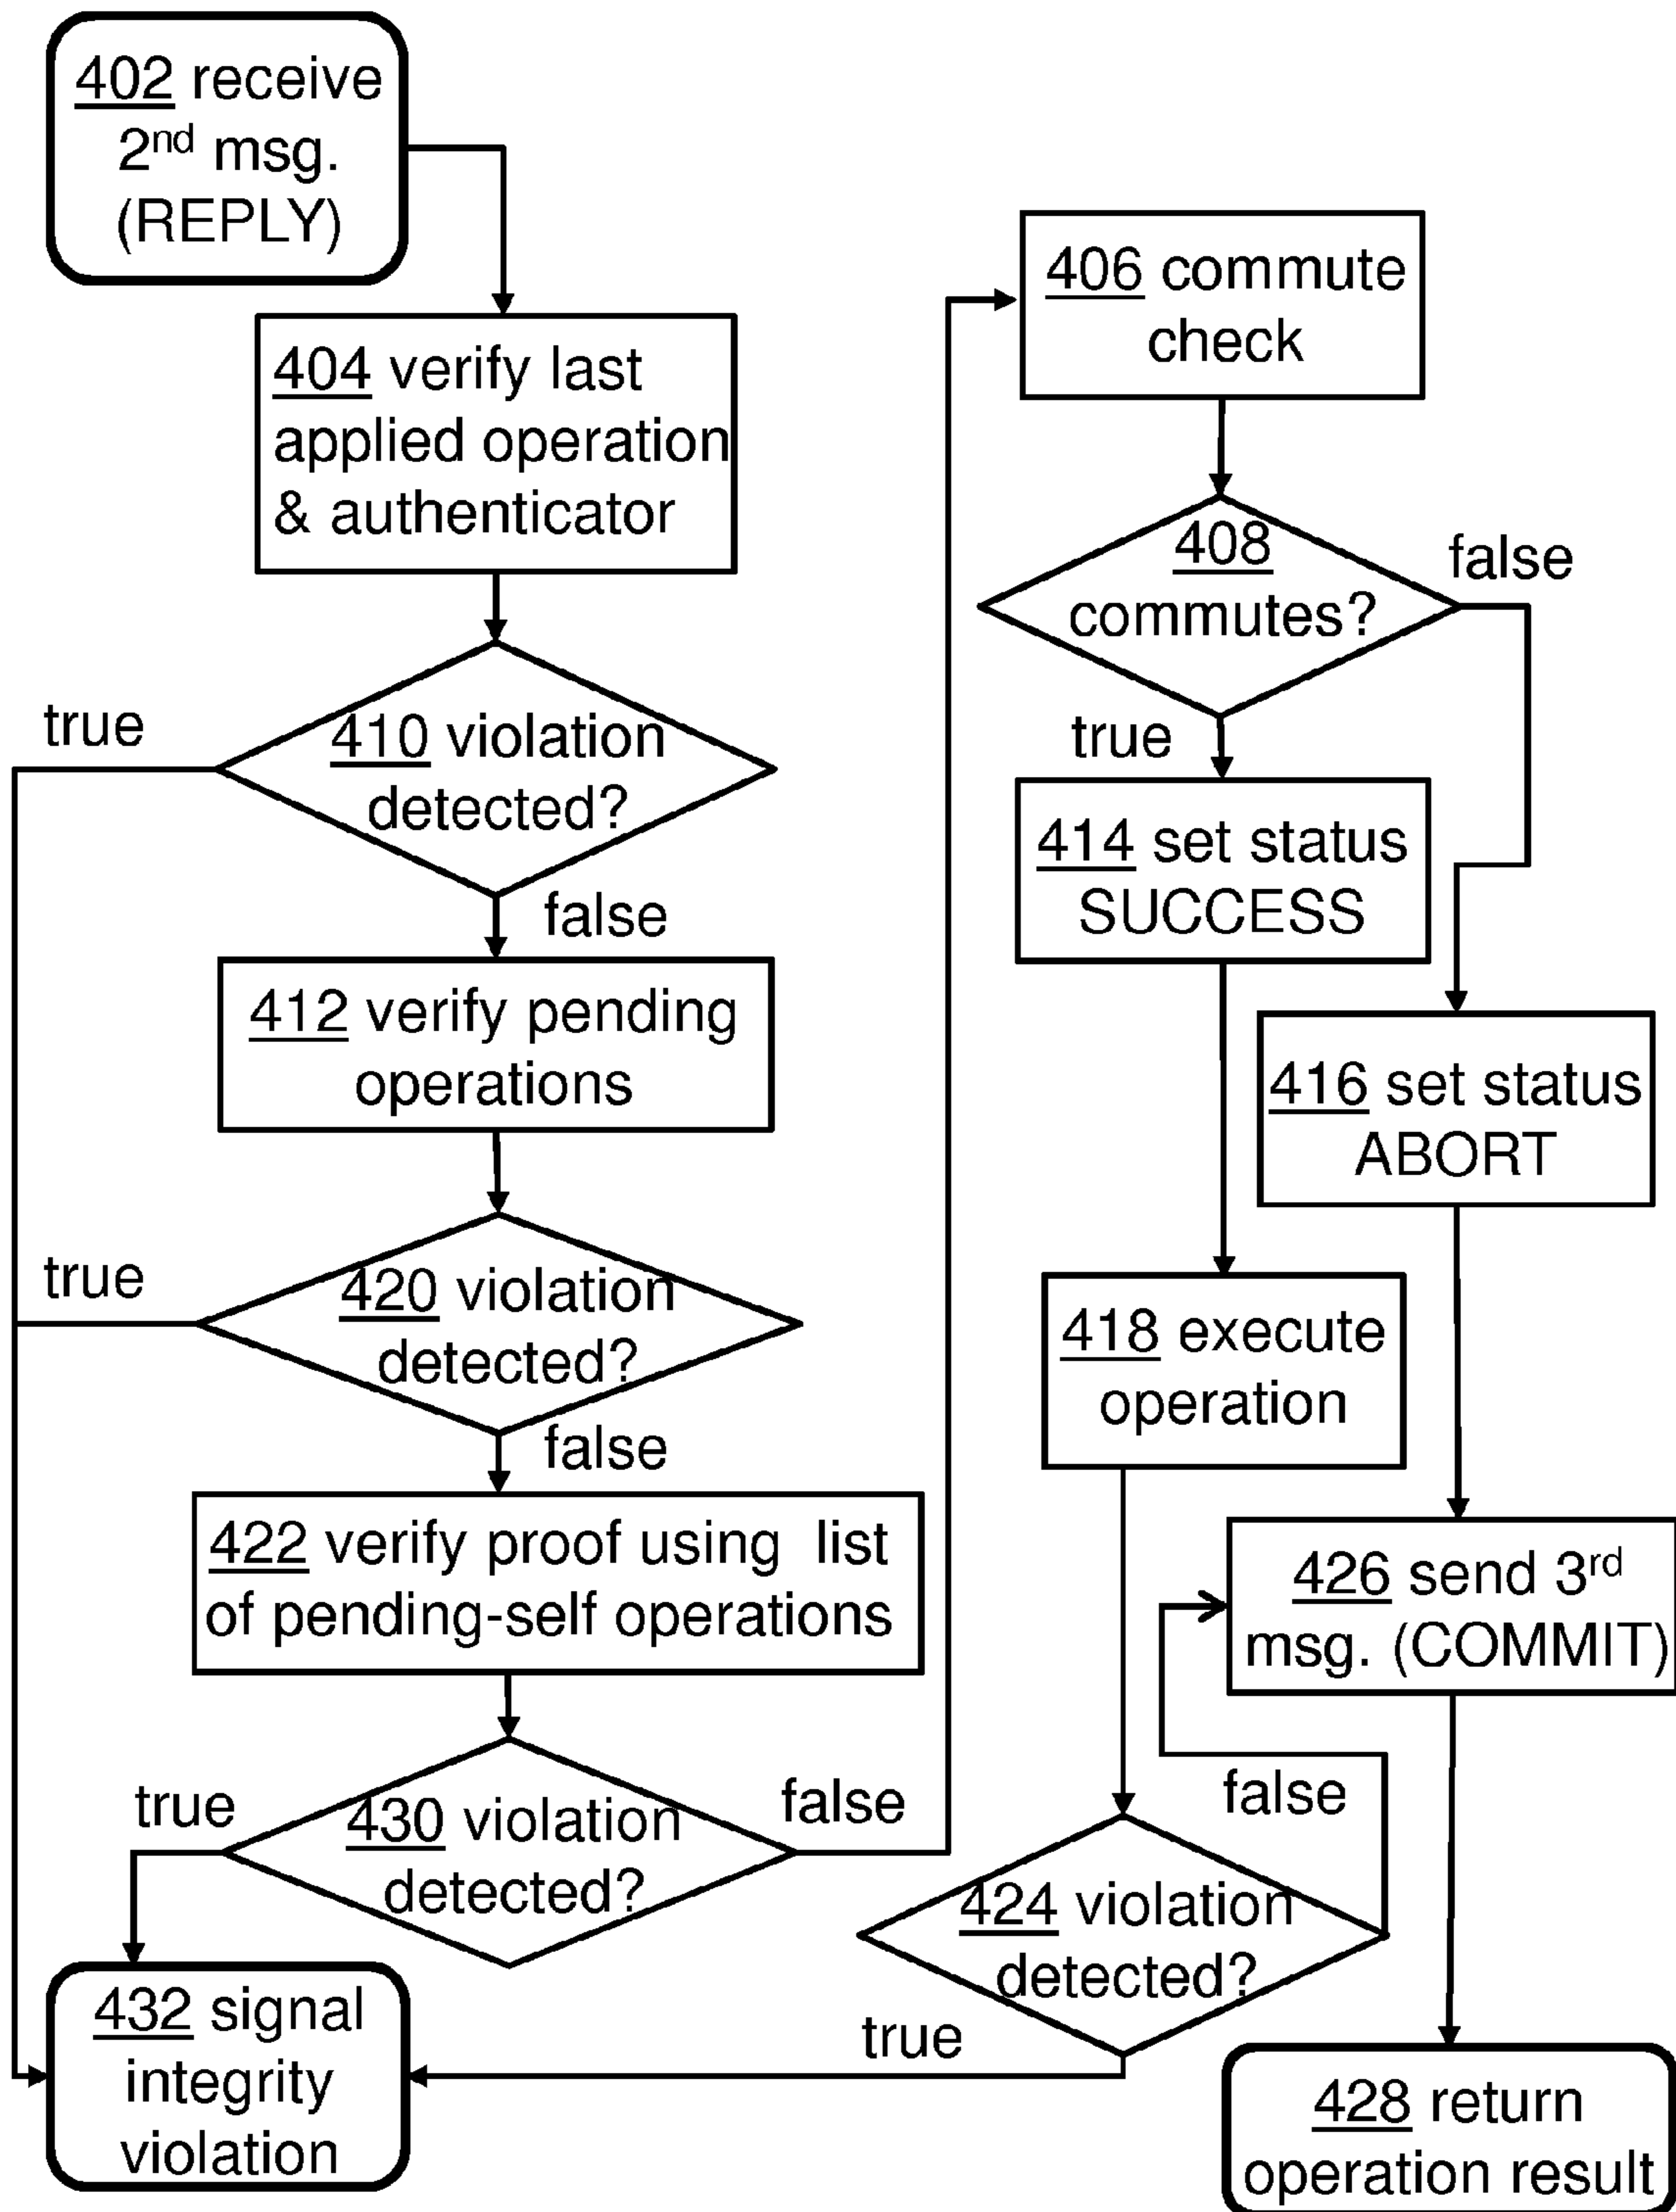 402 receive
2nd msg.
(REPLY)
404 verify last
applied operation
& authenticator
true
410 violation
detected?
false
412 verify pending
operations
true
420 violation
detected?
false
422 verify proof using list
of pending-self operations
true
430 violation
detected?
false
432 signal
integrity
violation
406 commute
check
408
commutes?
false
true
414 set status
SUCCESS
416 set status
ABORT
418 execute
operation
426 send 3rd
msg. (COMMIT)
false
424 violation
detected?
true
428 return
operation result